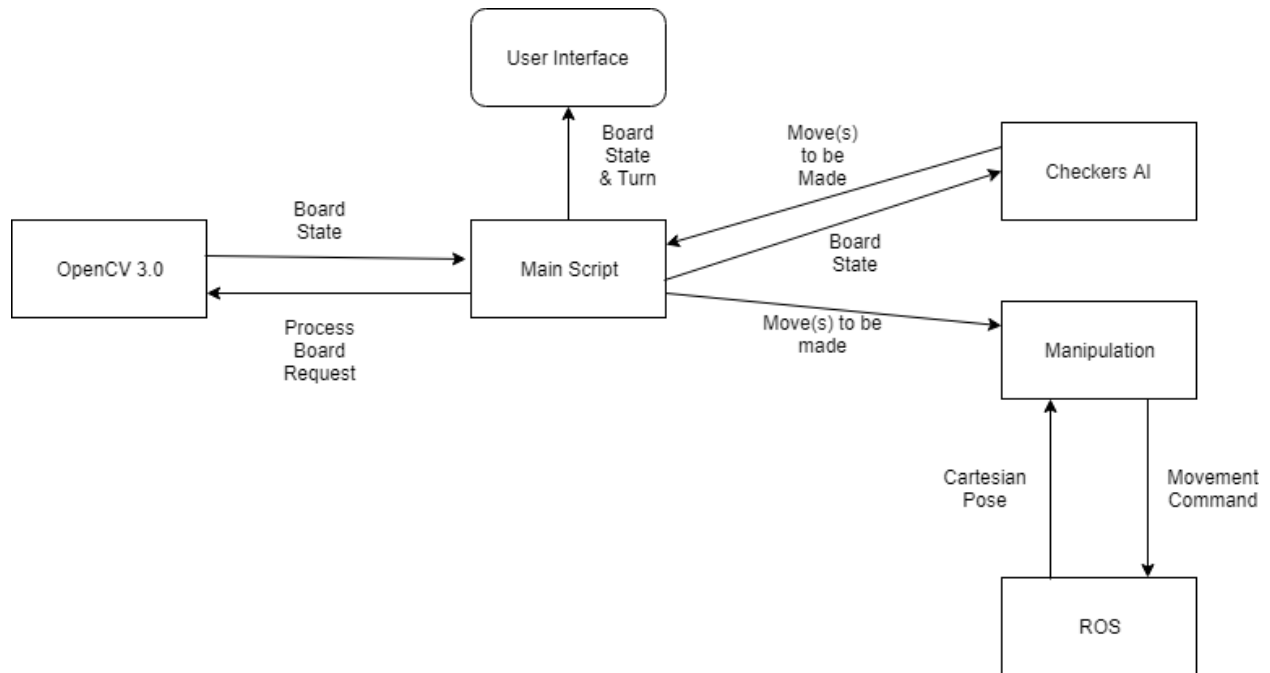 User Interface
Board
State
& Turn
Move(s)
to be
Made
Checkers AI
Board
State
OpenCV 3.0
Main Script
Board
State
Process
Board
Request
Move(s) to be
made
Manipulation
Cartesian
Pose
Movement
Command
ROS